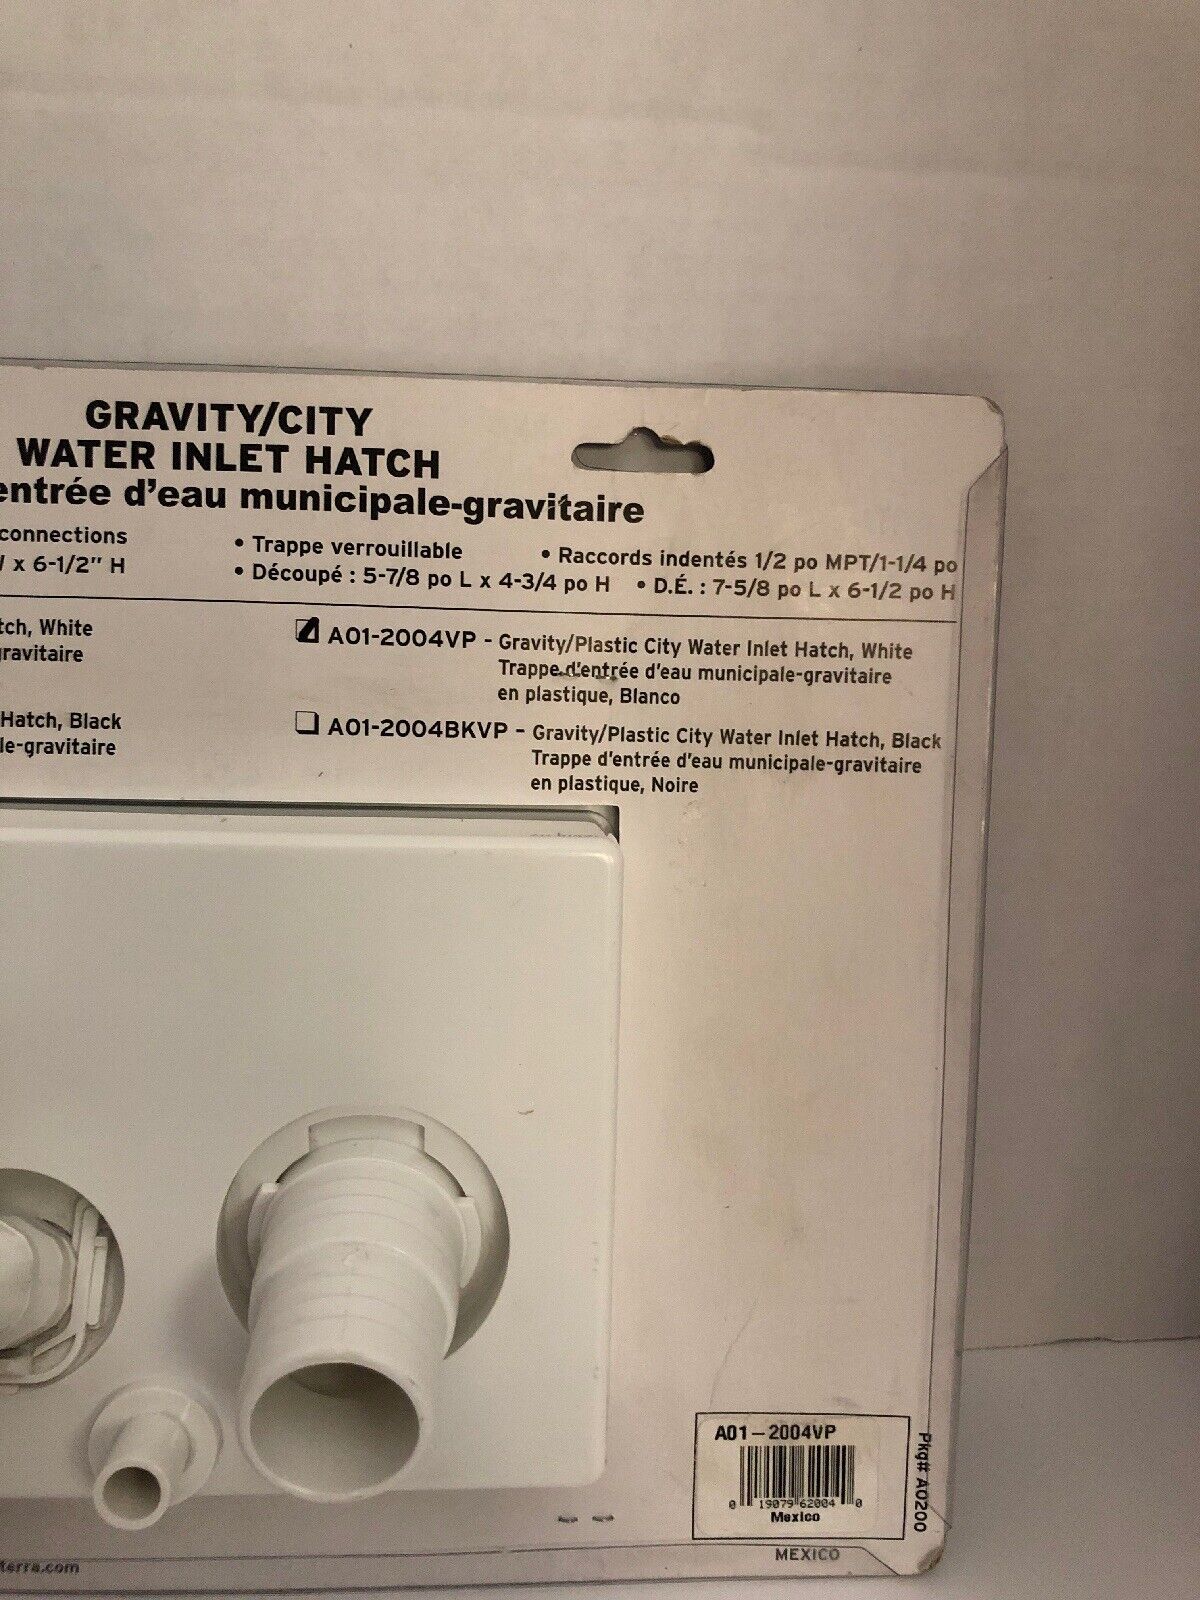 GRAVITY/CITY
WATER INLET HATCH
entrée d'eau municipale-gravitaire
connections
x 6-1/2" H
• Trappe verrouillable
• Raccords indentés 1/2 po MPT/1-1/4 po
• Découpé : 5-7/8 po L x 4-3/4 po H
• D.É. : 7-5/8 po L x 6-1/2 po H
tch, White
ravitaire
Hatch, Black
le-gravitaire
A01-2004VP - Gravity/Plastic City Water Inlet Hatch, White
Trappe d'entrée d'eau municipale-gravitaire
en plastique, Blanco
A01-2004BKVP - Gravity/Plastic City Water Inlet Hatch, Black
Trappe d'entrée d'eau municipale-gravitaire
en plastique, Noire
A01-2004VP
0 19079 62004 0
Mexico
Pkg# A0200
MEXICO
terra.com